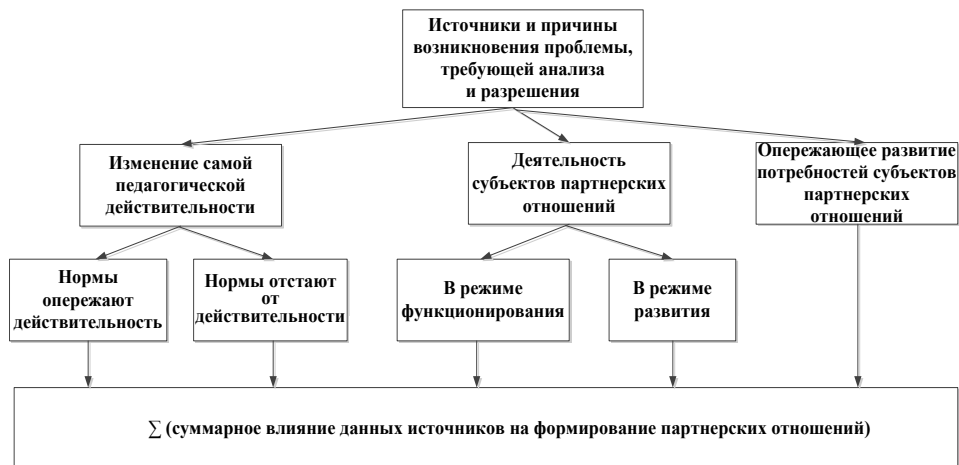 Источники и причины
возникновения проблемы,
требующей анализа
и разрешения
Изменение самой
педагогической
действительности
Деятельность
субъектов партнерских
отношений
Опережающее развитие
потребностей субъектов
партнерских
отношений
Нормы
опережают
действительность
Нормы отстают
от
действительности
В режиме
функционирования
В режиме
развития
∑ (суммарное влияние данных источников на формирование партнерских отношений)